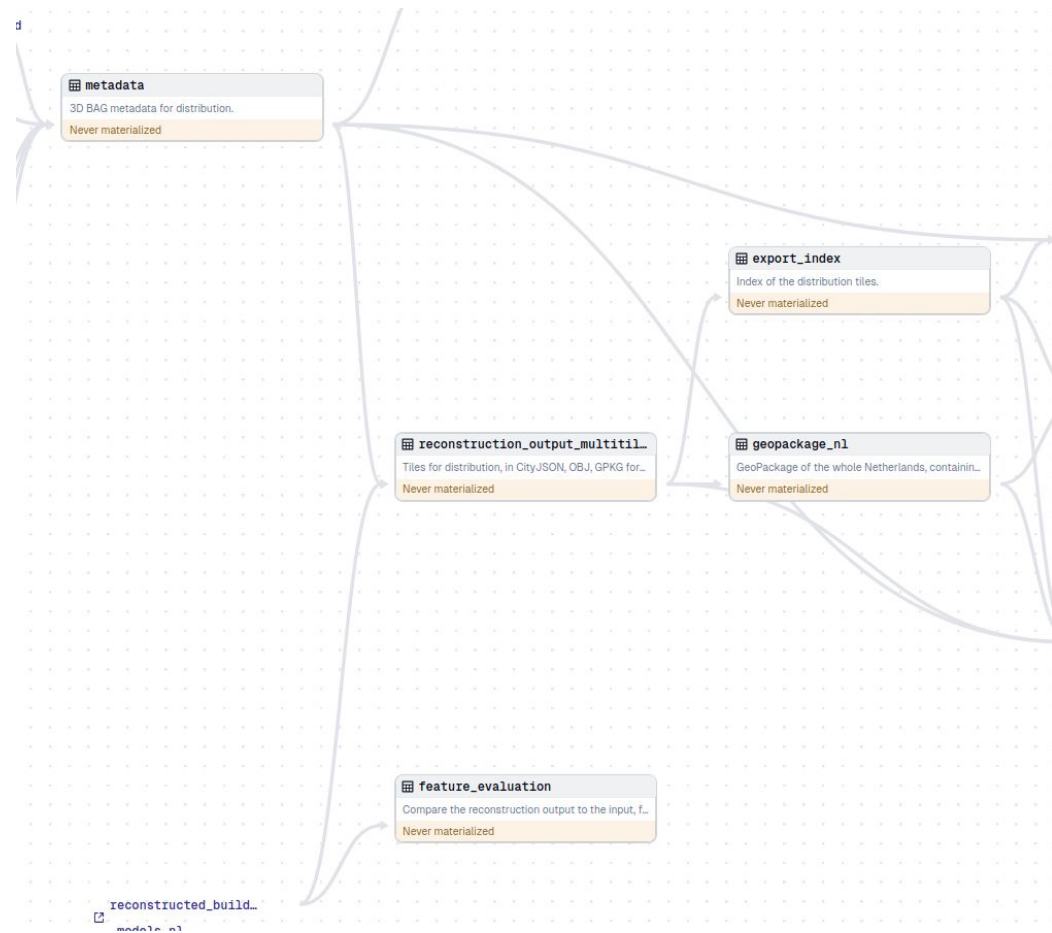 d
metadata
3D BAG metadata for distribution.
Never materialized
export_index
Index of the distribution tiles.
Never materialized
reconstruction_output_multitil…
Tiles for distribution, in CityJSON, OBJ, GPKG for…
Never materialized
geopackage_nl
GeoPackage of the whole Netherlands, containin…
Never materialized
feature_evaluation
Compare the reconstruction output to the input, f…
Never materialized
reconstructed_build…
models_nl